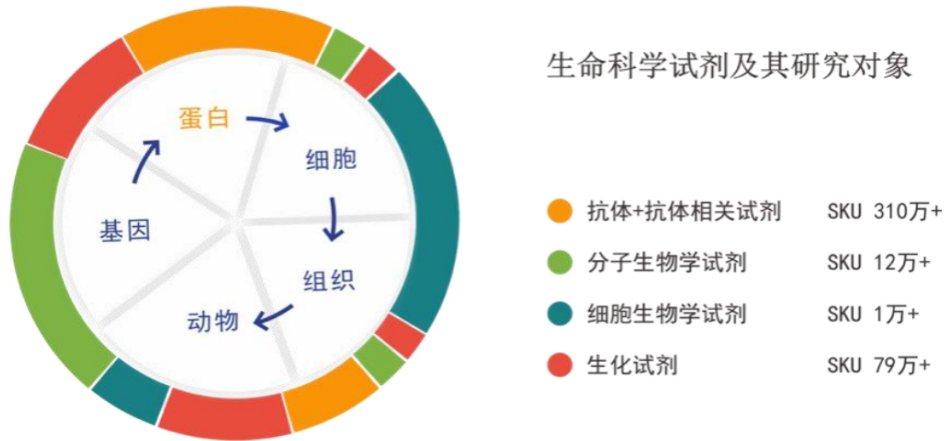 生命科学试剂及其研究对象
蛋白
细胞
基因
组织
动物
抗体+抗体相关试剂 SKU 310万+
分子生物学试剂 SKU 12万+
细胞生物学试剂 SKU 1万+
生化试剂 SKU 79万+